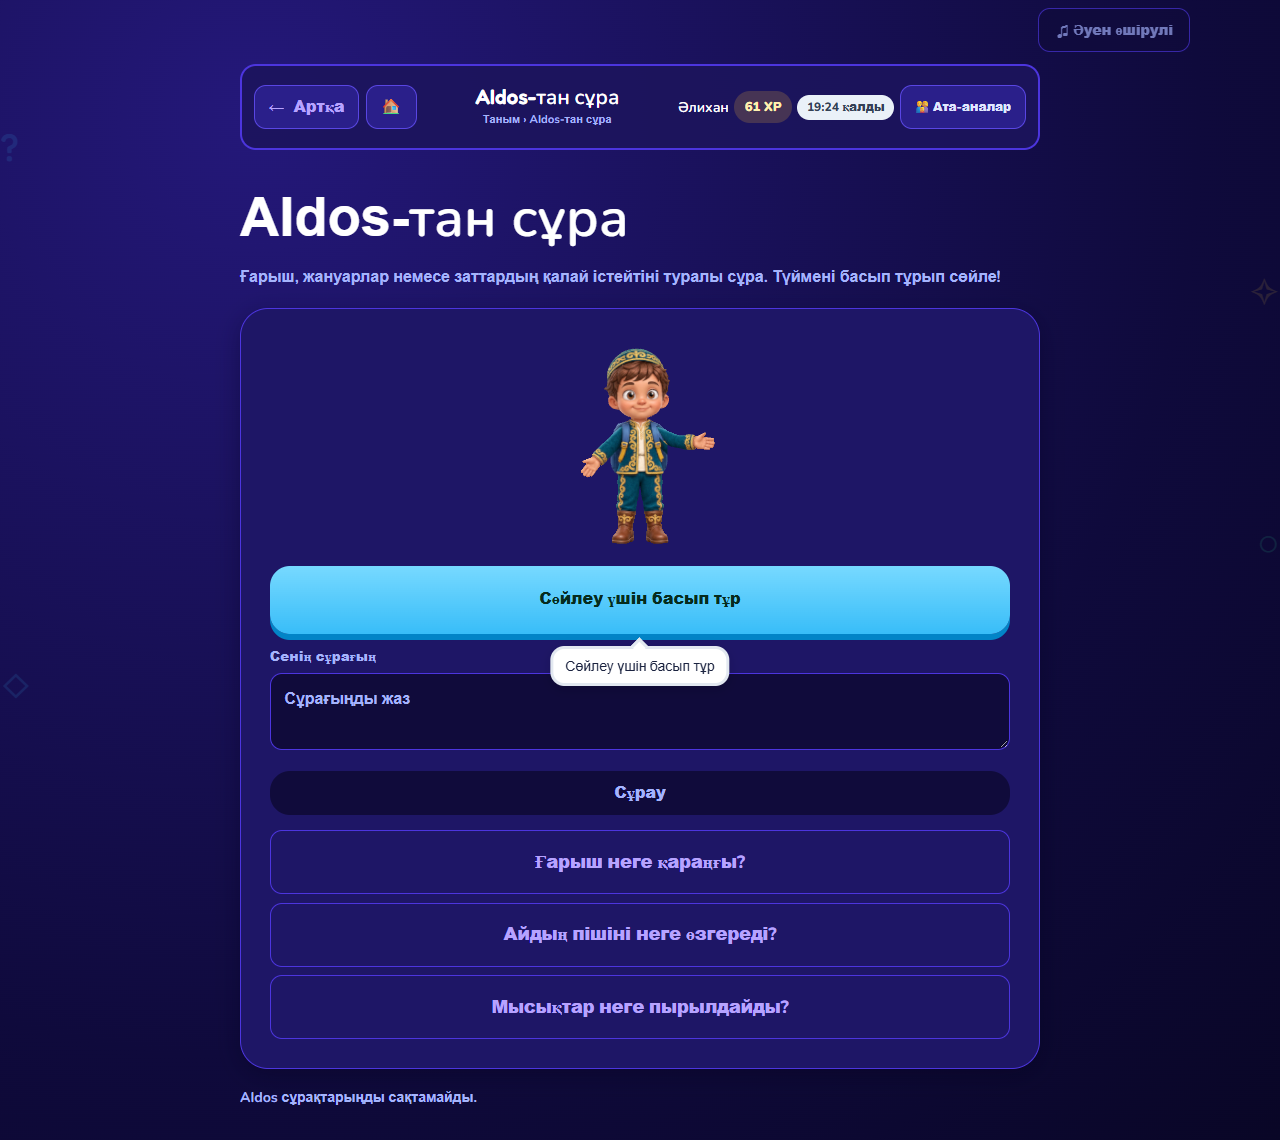 ♫ Әуен өшірулі
← Артқа
Aldos-тан сұра
Таным › Aldos-тан сұра
Әлихан
61 XP
19:24 қалды
Ата-аналар
Aldos-тан сұра
Ғарыш, жануарлар немесе заттардың қалай істейтіні туралы сұра. Түймені басып тұрып сөйле!
Сөйлеу үшін басып тұр
Сенің сұрағың
Сөйлеу үшін басып тұр
Сұрағыңды жаз
Сұрау
Ғарыш неге қараңғы?
Айдың пішіні неге өзгереді?
Мысықтар неге пырылдайды?
Aldos сұрақтарыңды сақтамайды.